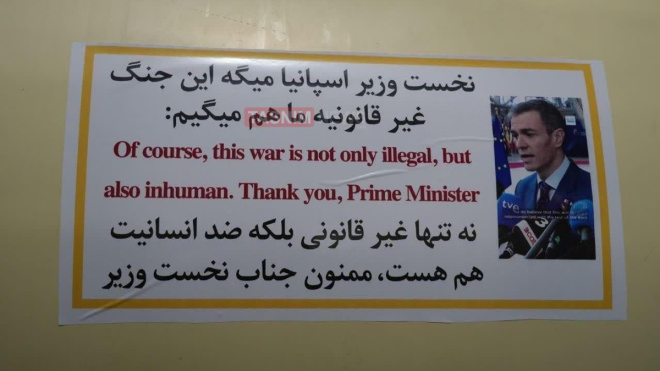 نخست وزیر اسپانیا میگه این جنگ
غیر قانونیه ما هم میگیم:
Of course, this war is not only illegal, but
also inhuman. Thank you, Prime Minister
نه تنها غیر قانونی بلکه ضد انسانیت
هم هست، ممنون جناب نخست وزیر
tve
3